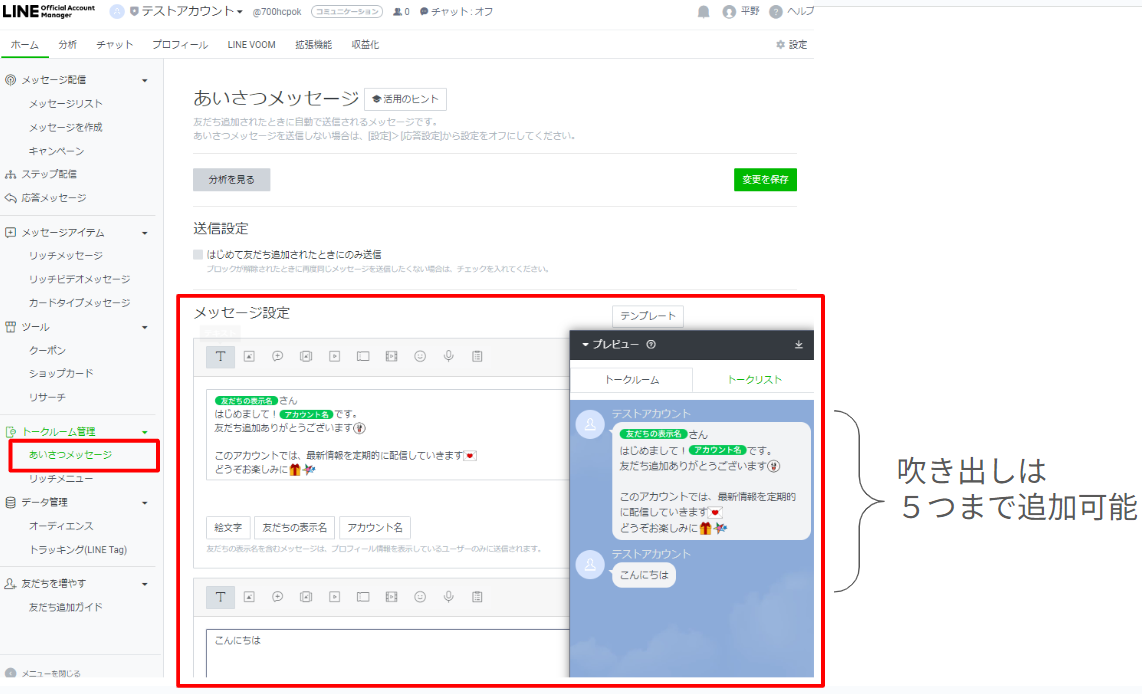 LINE Official Account Manager
テストアカウント
@700hcpok
コミュニケーション
0
チャット：オフ
平野
ヘルプ
ホーム
分析
チャット
プロフィール
LINE VOOM
拡張機能
収益化
設定
メッセージ配信
メッセージリスト
メッセージを作成
キャンペーン
ステップ配信
応答メッセージ
メッセージアイテム
リッチメッセージ
リッチビデオメッセージ
カードタイプメッセージ
ツール
クーポン
ショップカード
リサーチ
トークルーム管理
あいさつメッセージ
リッチメニュー
データ管理
オーディエンス
トラッキング(LINE Tag)
友だちを増やす
友だち追加ガイド
メニューを閉じる
あいさつメッセージ
活用のヒント
友だち追加されたときに自動で送信されるメッセージです。
あいさつメッセージを送信しない場合は、[設定]＞[応答設定]から設定をオフにしてください。
分析を見る
変更を保存
送信設定
はじめて友だち追加されたときにのみ送信
ブロックが解除されたときに再度同じメッセージを送信したくない場合は、チェックを入れてください。
メッセージ設定
テンプレート
友だちの表示名さん
はじめまして！アカウント名です。
友だち追加ありがとうございます
このアカウントでは、最新情報を定期的に配信していきます
どうぞお楽しみに
絵文字
友だちの表示名
アカウント名
友だちの表示名を含むメッセージは、プロフィール情報を表示しているユーザーのみに送信されます。
こんにちは
プレビュー
トークルーム
トークリスト
テストアカウント
友だちの表示名さん
はじめまして！アカウント名です。
友だち追加ありがとうございます
このアカウントでは、最新情報を定期的
に配信していきます
どうぞお楽しみに
テストアカウント
こんにちは
吹き出しは
５つまで追加可能